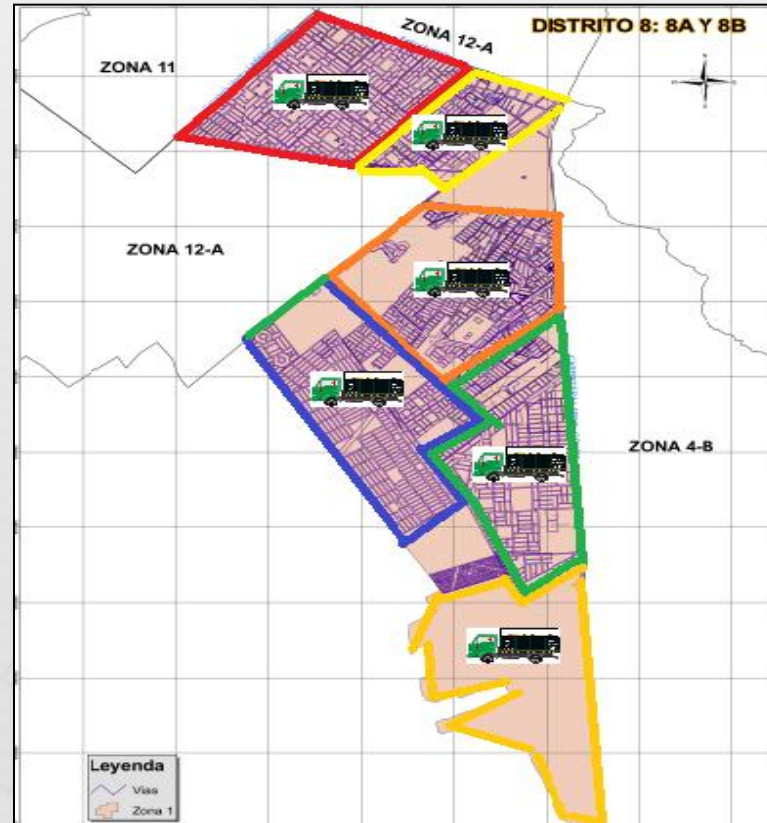 DISTRITO 8: 8A Y 8B
ZONA 12-A
ZONA 11
ZONA 12-A
ZONA 4-B
Leyenda
Vias
Zona 1